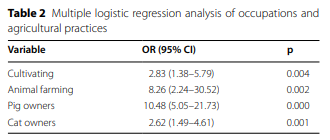 Table 2 Multiple logistic regression analysis of occupations and
agricultural practices
Variable OR (95% CI) p
Cultivating 2.83 (1.38–5.79) 0.004
Animal farming 8.26 (2.24–30.52) 0.002
Pig owners 10.48 (5.05–21.73) 0.000
Cat owners 2.62 (1.49–4.61) 0.001